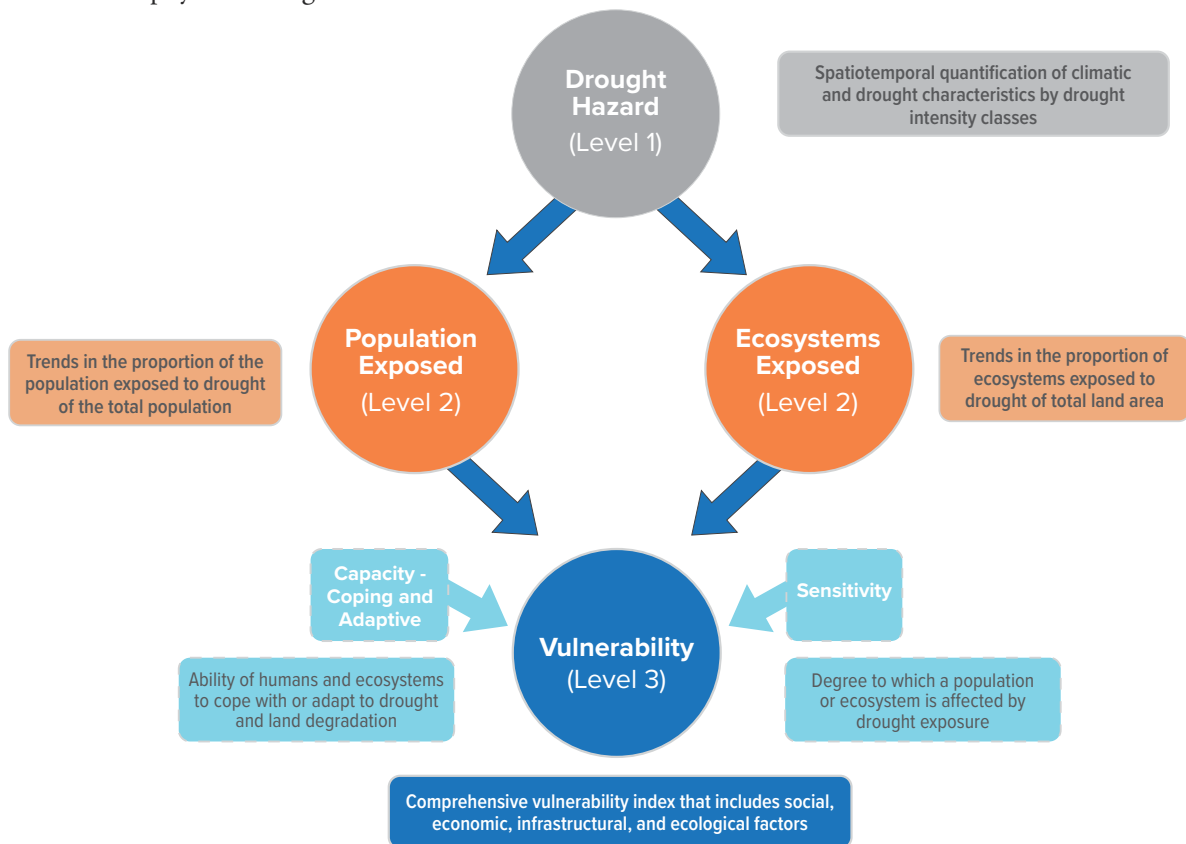 Drought
Hazard
(Level 1)
Spatiotemporal quantification of climatic
and drought characteristics by drought
intensity classes
Population
Exposed
(Level 2)
Ecosystems
Exposed
(Level 2)
Trends in the proportion of the
population exposed to drought
of the total population
Trends in the proportion of
ecosystems exposed to
drought of total land area
Capacity -
Coping and
Adaptive
Sensitivity
Vulnerability
(Level 3)
Ability of humans and ecosystems
to cope with or adapt to drought
and land degradation
Degree to which a population
or ecosystem is affected by
drought exposure
Comprehensive vulnerability index that includes social,
economic, infrastructural, and ecological factors